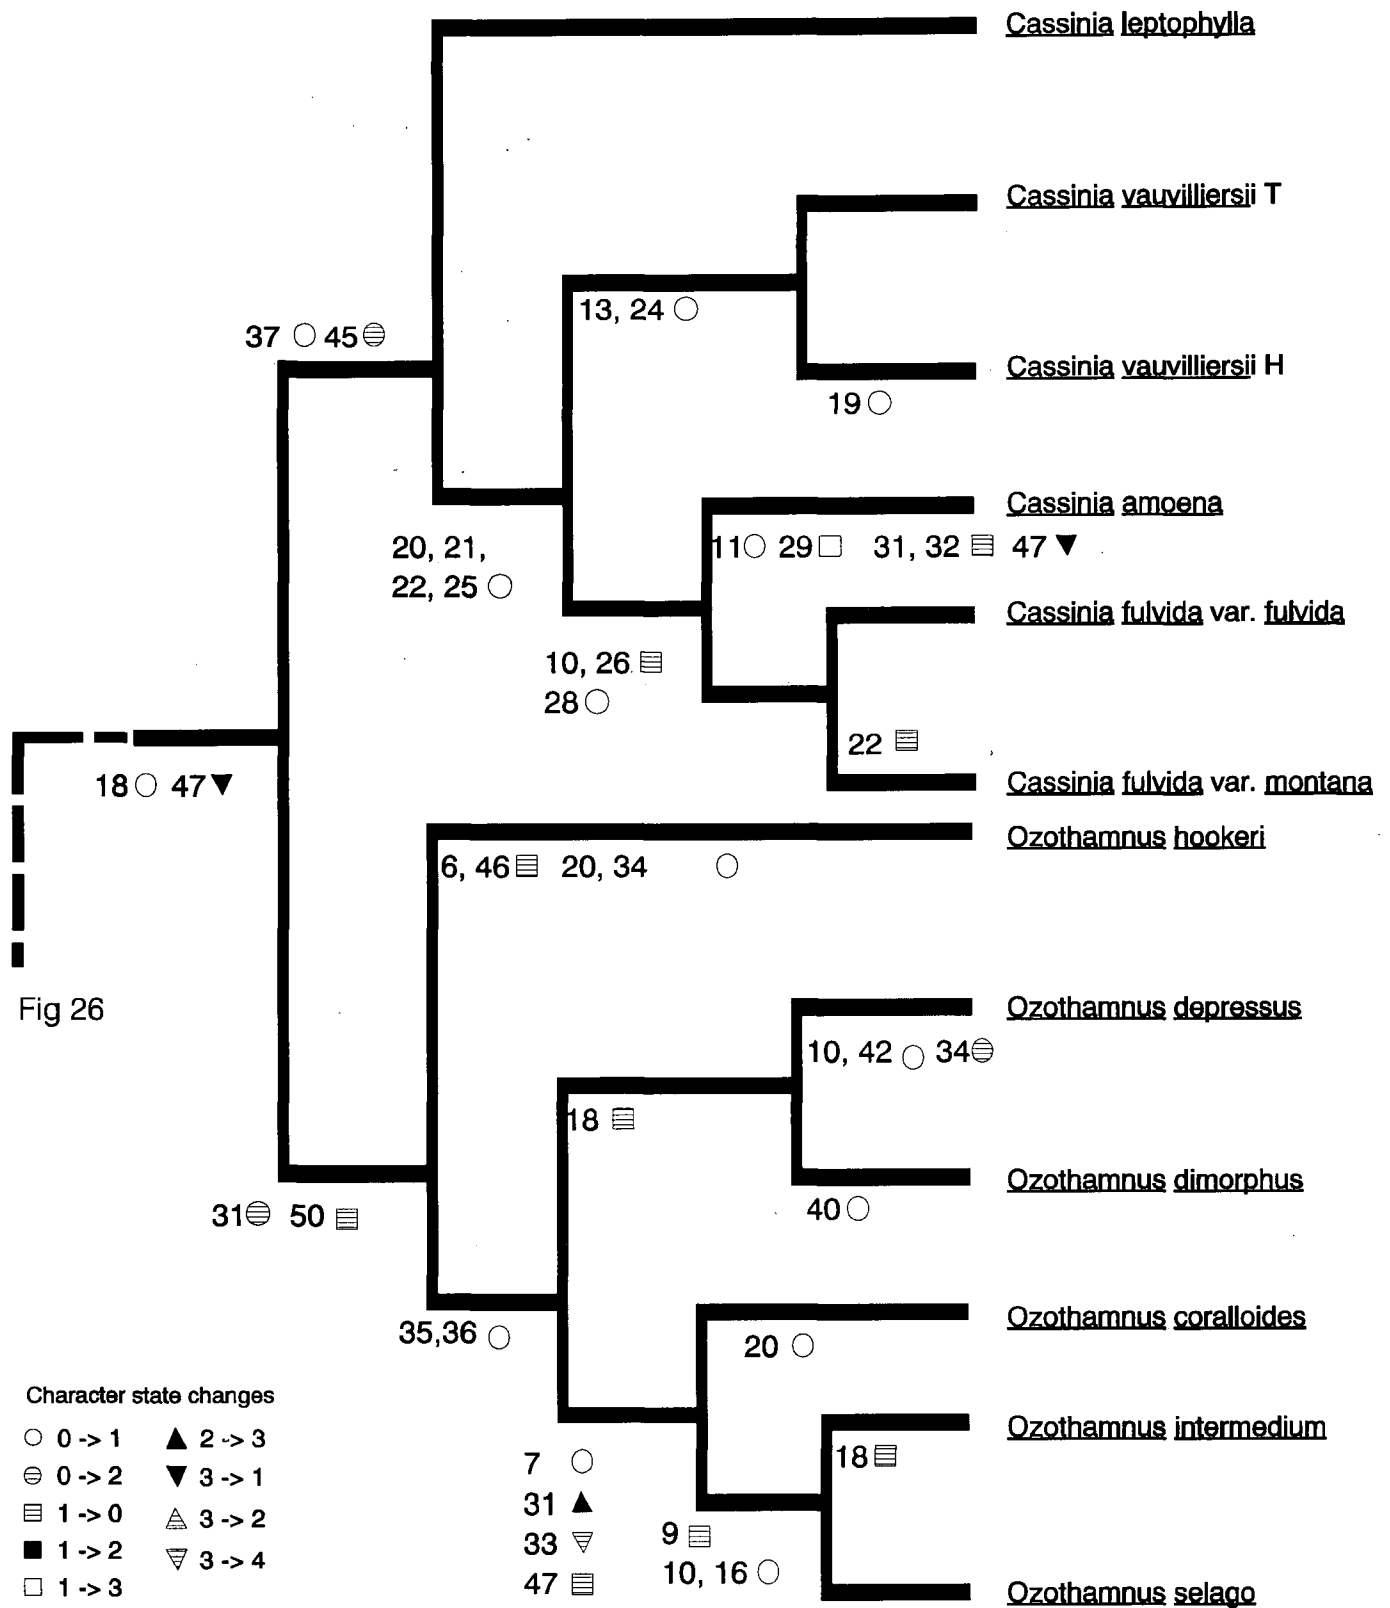 Cassinia leptophylla
Cassinia vauvilliersii T
13, 24
37 45
Cassinia vauvilliersii H
19
Cassinia amoena
11 29 31, 32 47
20, 21,
22, 25
Cassinia fulvida var. fulvida
10, 26
28
22
Cassinia fulvida var. montana
18 47
Ozothamnus hookeri
6, 46 20, 34
Fig 26
Ozothamnus depressus
10, 42 34
18
Ozothamnus dimorphus
40
31 50
Ozothamnus coralloides
35,36
20
Ozothamnus intermedium
18
7
31
33
47
9
10, 16
Ozothamnus selago
Character state changes
0 -> 1 2 -> 3
0 -> 2 3 -> 1
1 -> 0 3 -> 2
1 -> 2 3 -> 4
1 -> 3